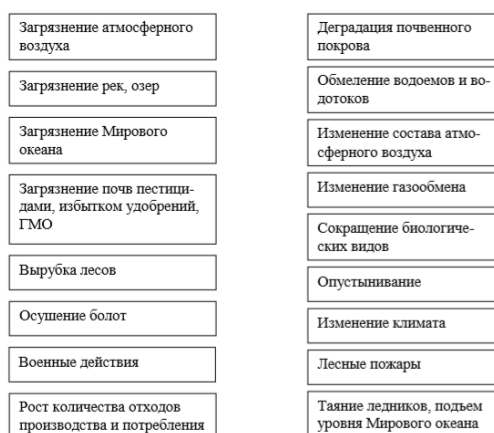 Загрязнение атмосферного
воздуха
Загрязнение рек, озер
Загрязнение Мирового
океана
Загрязнение почв пестици-
дами, избытком удобрений,
ГМО
Вырубка лесов
Осушение болот
Военные действия
Рост количества отходов
производства и потребления
Деградация почвенного
покрова
Обмеление водоемов и во-
дотоков
Изменение состава атмо-
сферного воздуха
Изменение газообмена
Сокращение биологиче-
ских видов
Опустынивание
Изменение климата
Лесные пожары
Таяние ледников, подъем
уровня Мирового океана